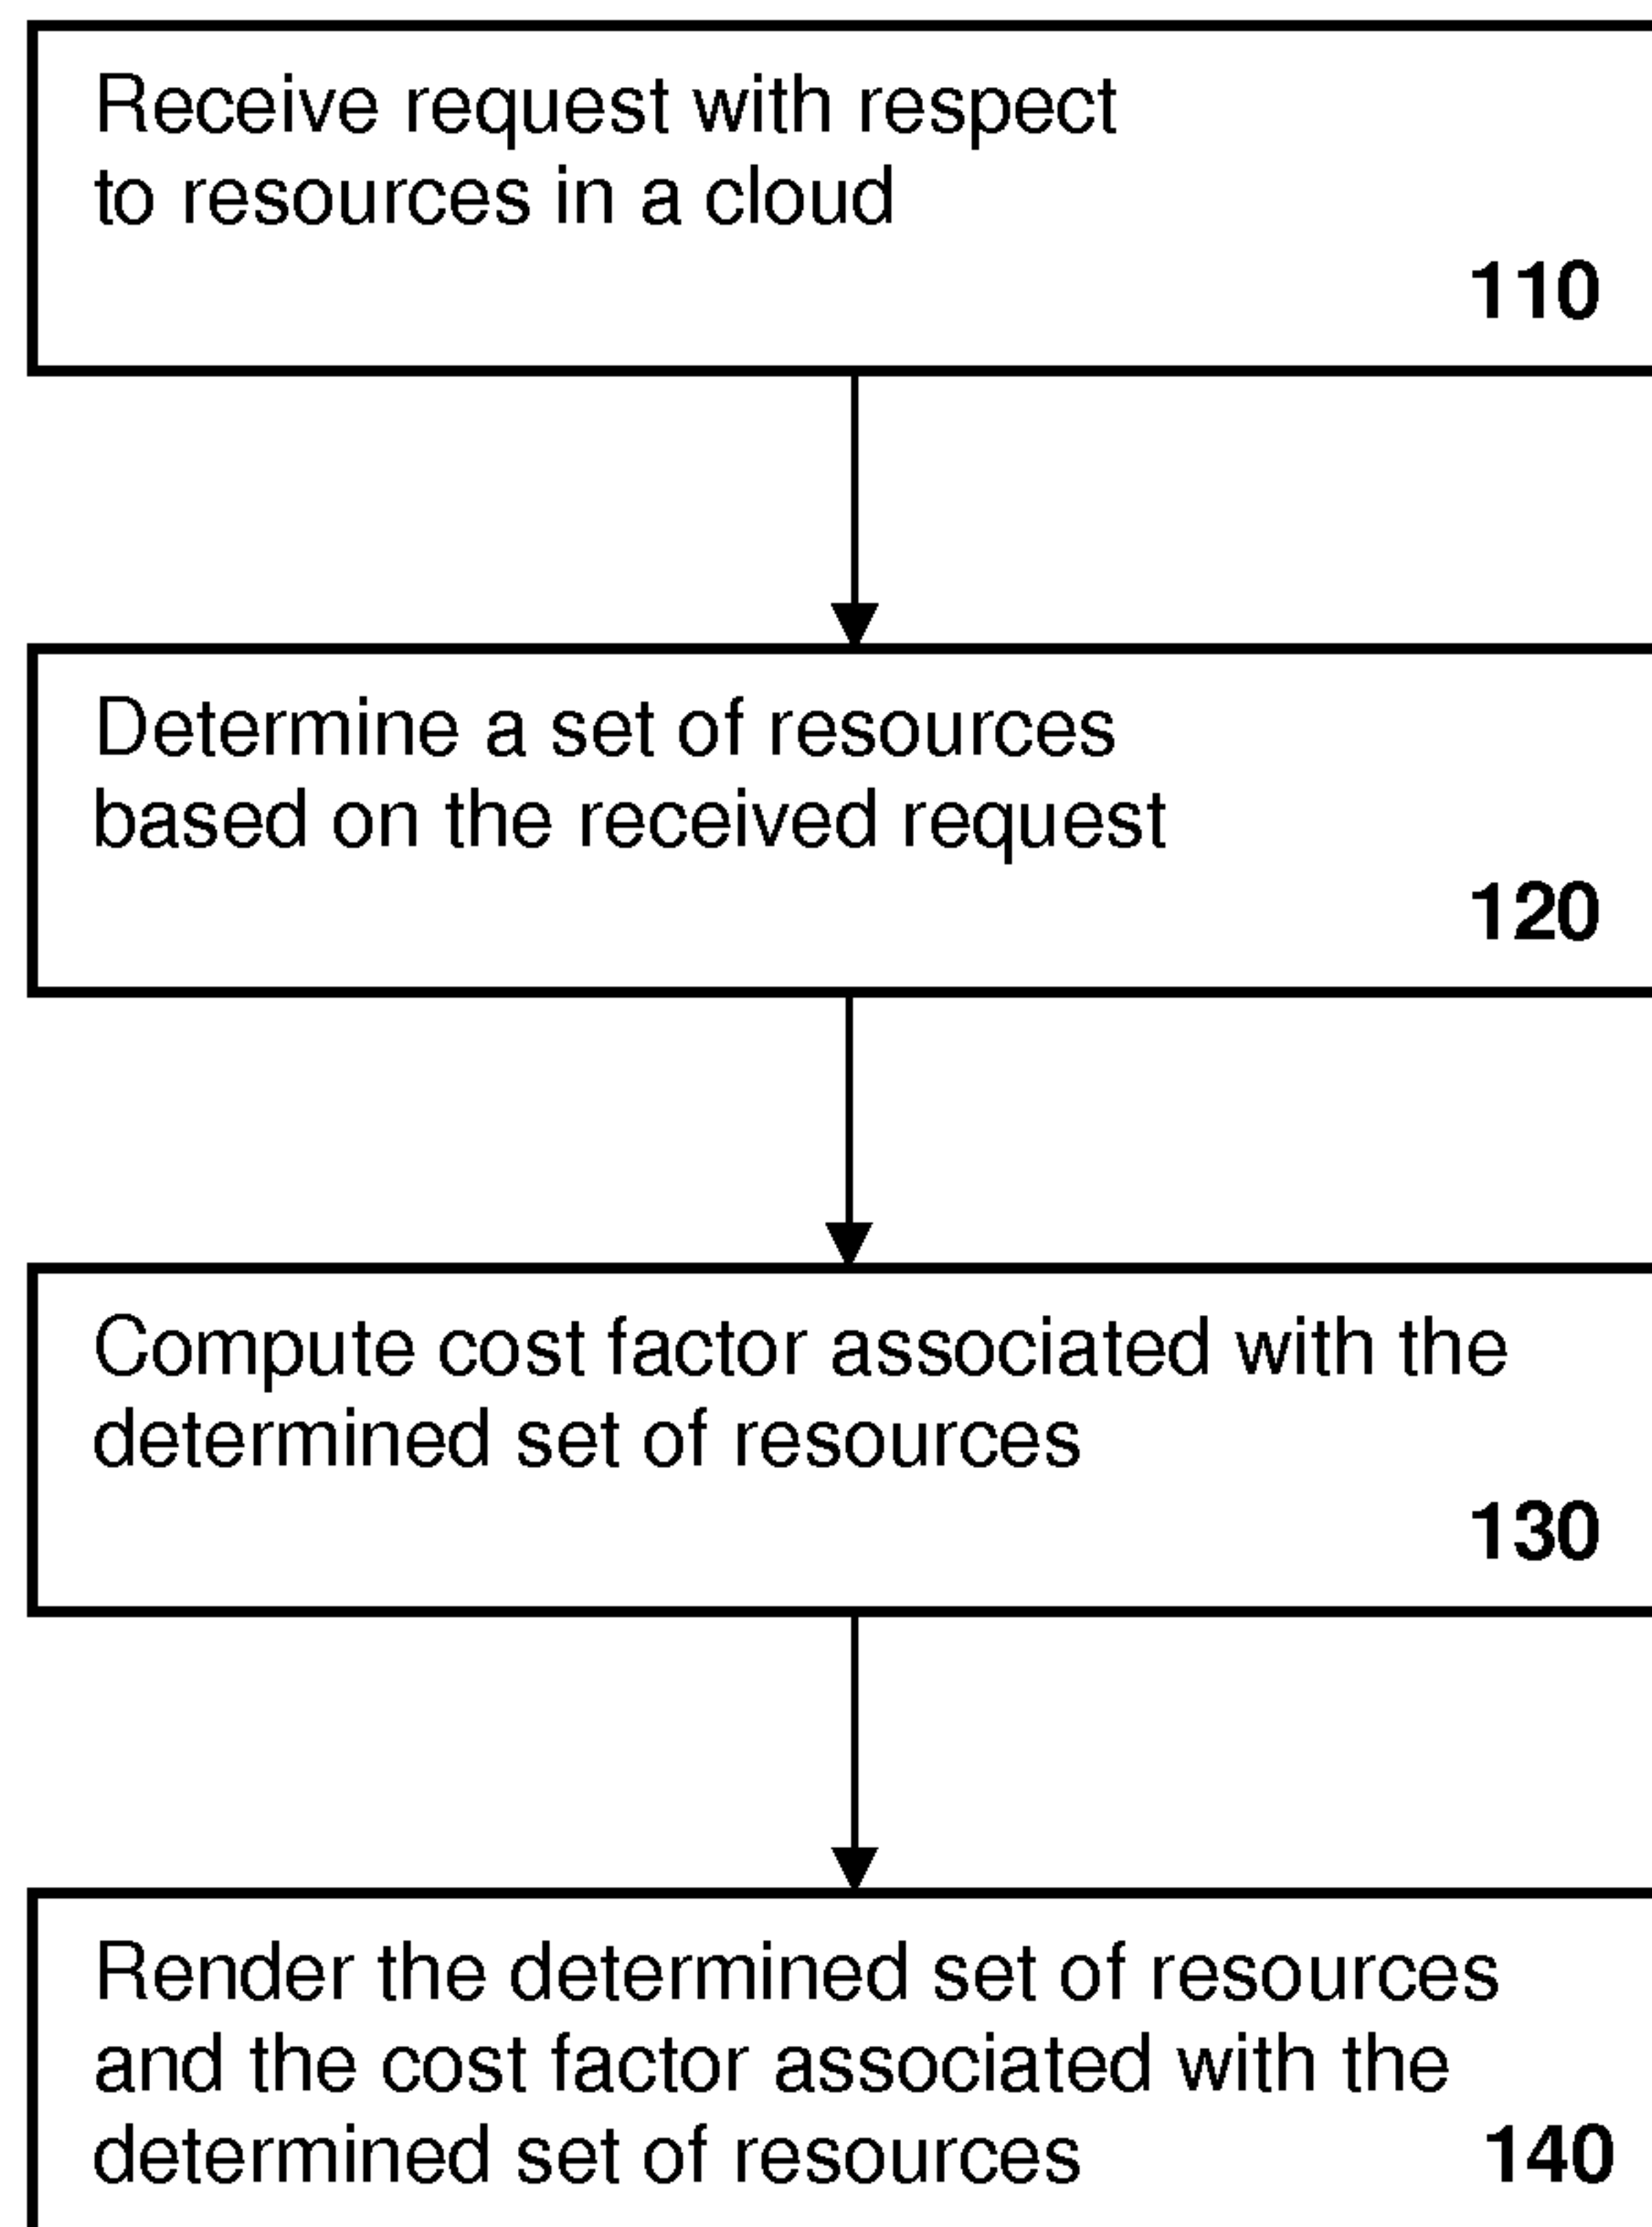 Receive request with respect
to resources in a cloud
110
Determine a set of resources
based on the received request
120
Compute cost factor associated with the
determined set of resources
130
Render the determined set of resources
and the cost factor associated with the
determined set of resources 140